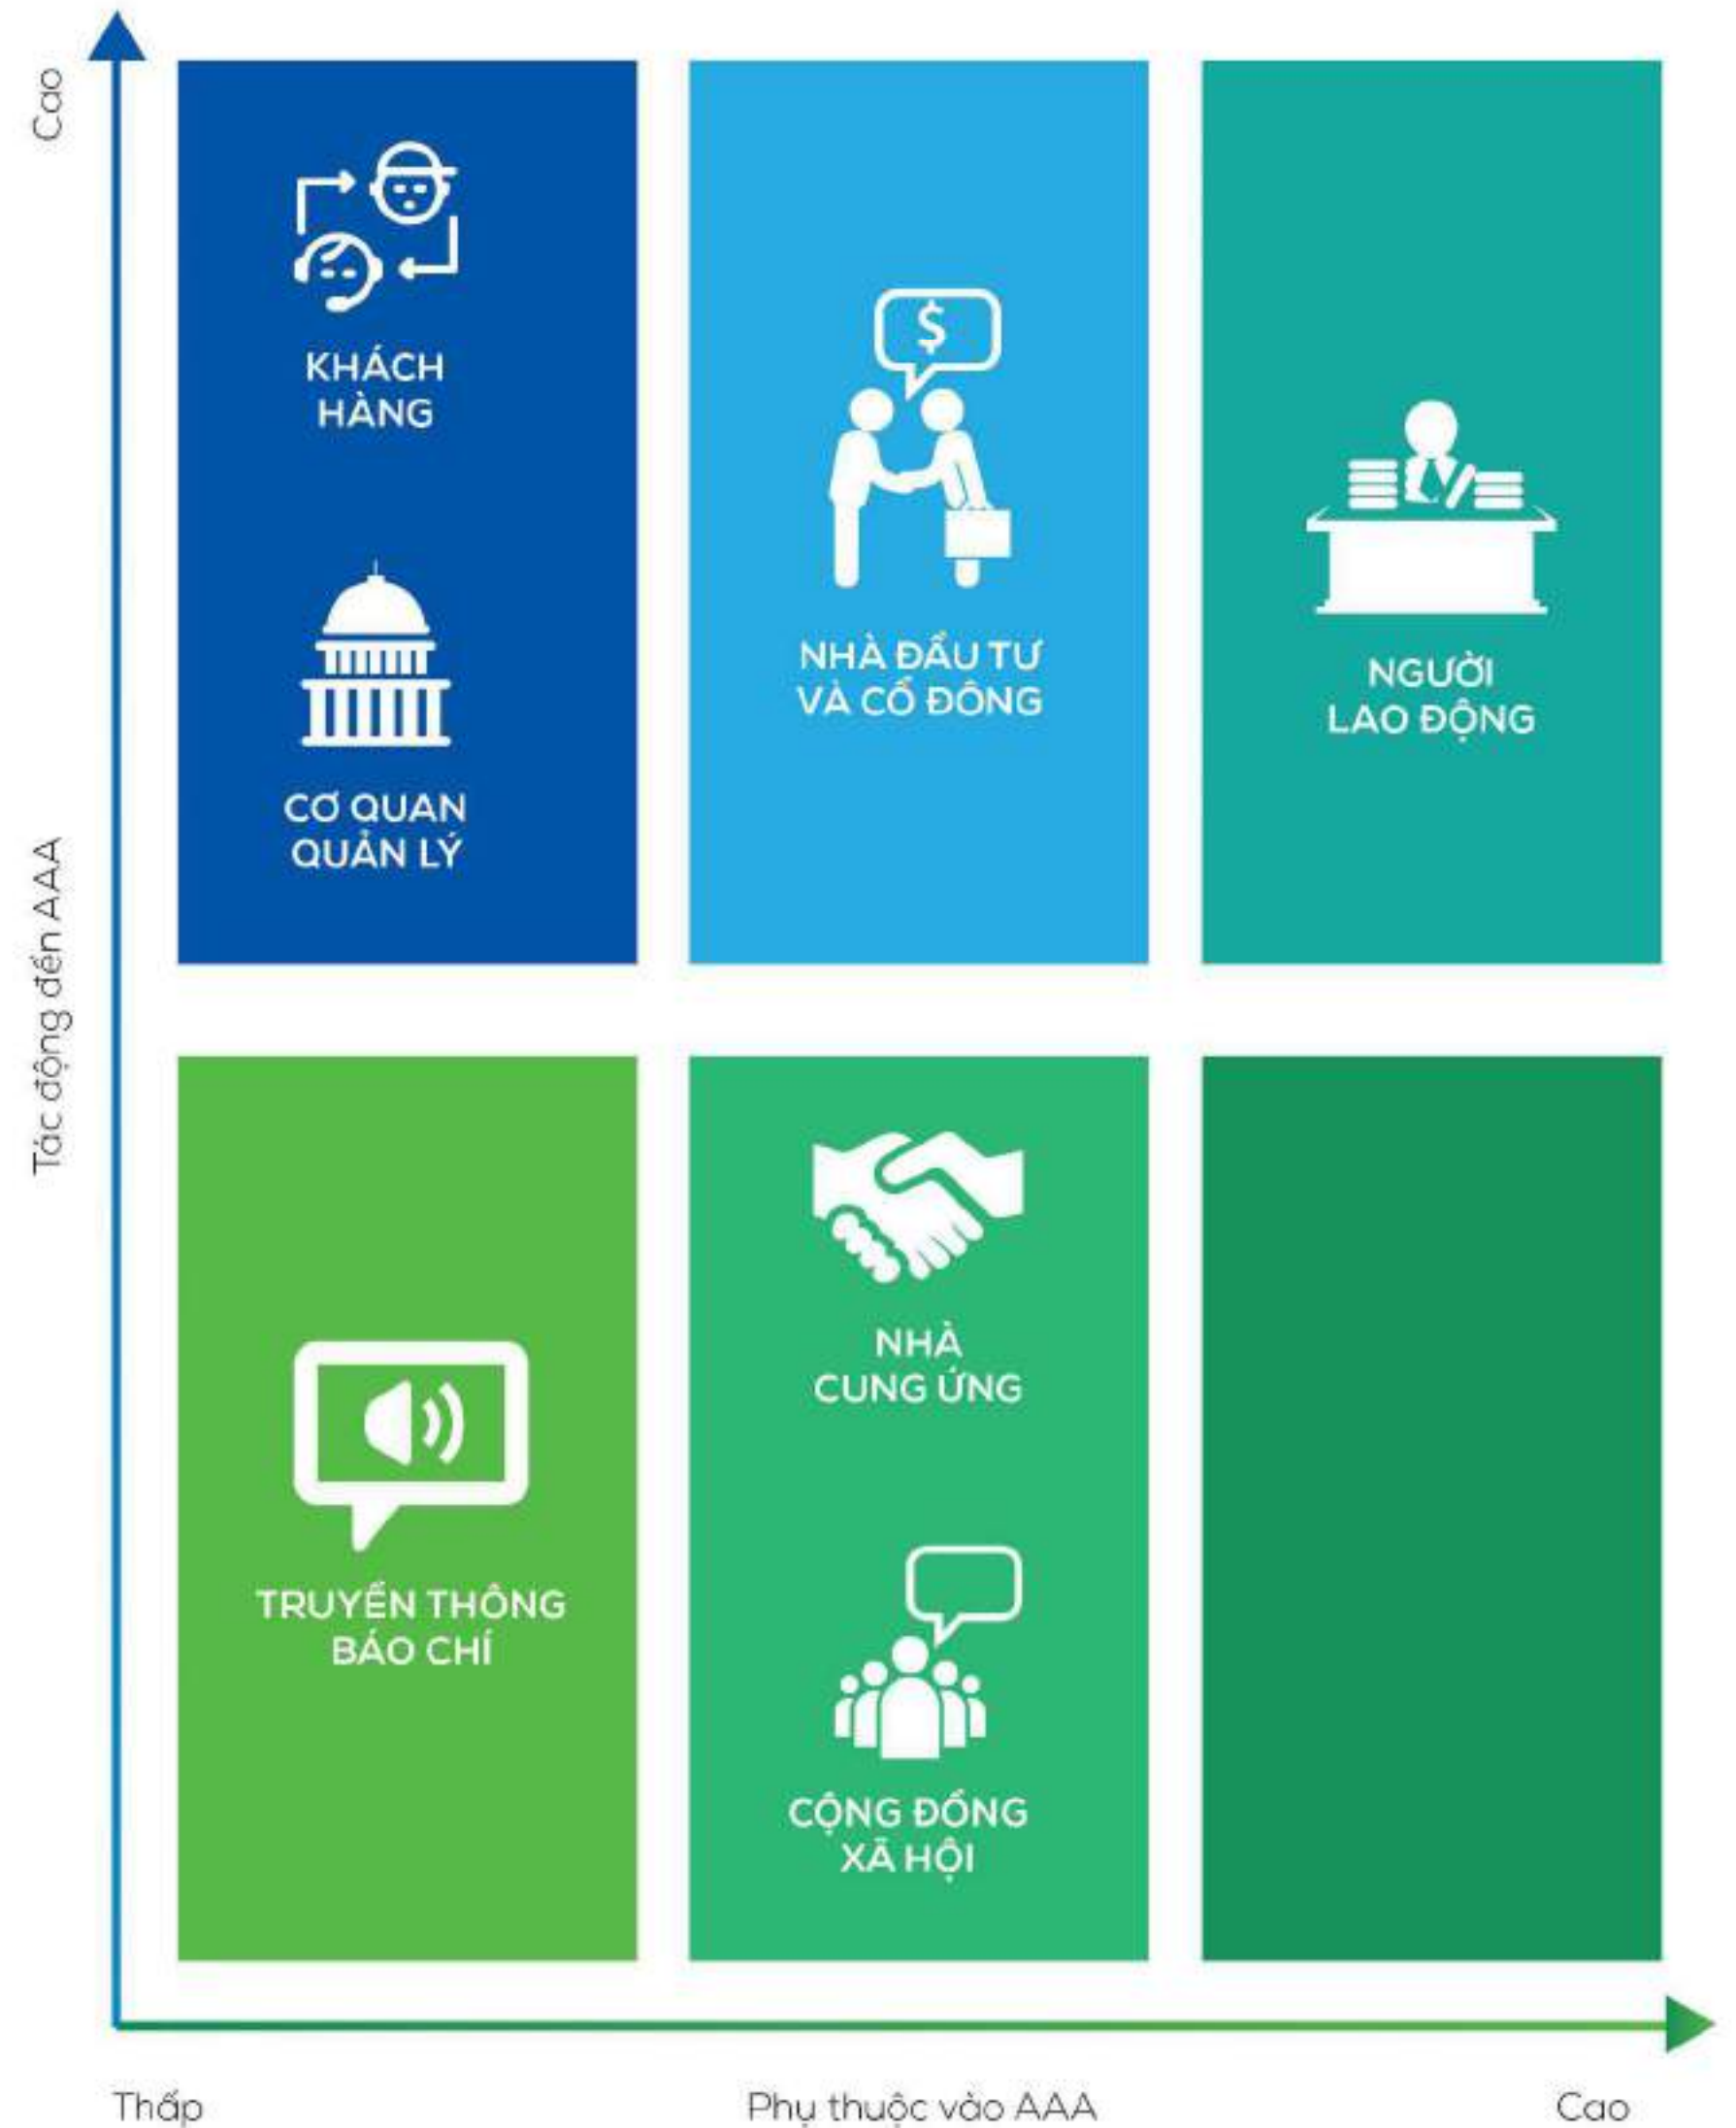 Cao
Tác động đến AAA
KHÁCH
HÀNG
CƠ QUAN
QUẢN LÝ
$
NHÀ ĐẦU TƯ
VÀ CỔ ĐÔNG
NGƯỜI
LAO ĐỘNG
TRUYỀN THÔNG
BÁO CHÍ
NHÀ
CUNG ỨNG
CỘNG ĐỒNG
XÃ HỘI
Thấp
Phụ thuộc vào AAA
Cao